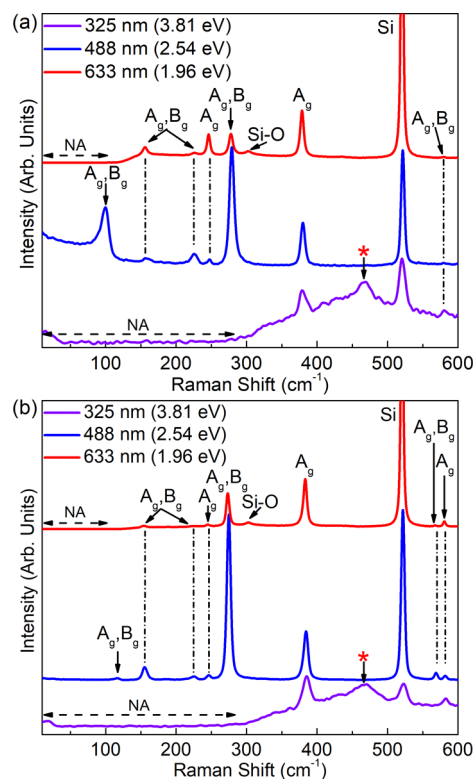 (a)
325 nm (3.81 eV)
488 nm (2.54 eV)
633 nm (1.96 eV)
Si
Ag,Bg
Ag,Bg
Ag
Ag
Si-O
Ag,Bg
NA
Ag,Bg
*
NA
Intensity (Arb. Units)
100 200 300 400 500 600
Raman Shift (cm-1)
(b)
325 nm (3.81 eV)
488 nm (2.54 eV)
633 nm (1.96 eV)
Si
Ag,Bg
Ag,Bg
Ag
Ag
Ag,Bg
Ag
Si-O
NA
Ag,Bg
*
NA
Intensity (Arb. Units)
100 200 300 400 500 600
Raman Shift (cm-1)